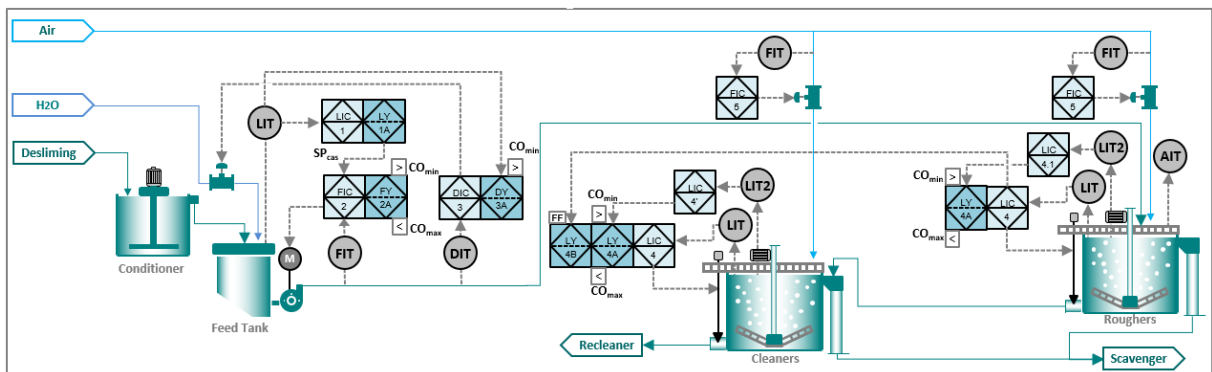 Air
H2O
Desliming
Conditioner
Feed Tank
LIT
LIC
1
LY
1A
SPcas
COmin
>
FIC
2
FY
2A
<
COmax
M
FIT
DIC
3
DY
3A
>
COmin
DIT
FIT
FIC
5
FF
LY
4B
LY
4A
LIC
4
COmin
>
<
COmax
LIC
4'
LIT2
LIT
Cleaners
Recleaner
FIT
FIC
5
LIC
4.1
LIT2
AIT
COmin
>
LY
4A
LIC
4
LIT
COmax
<
Roughers
Scavenger